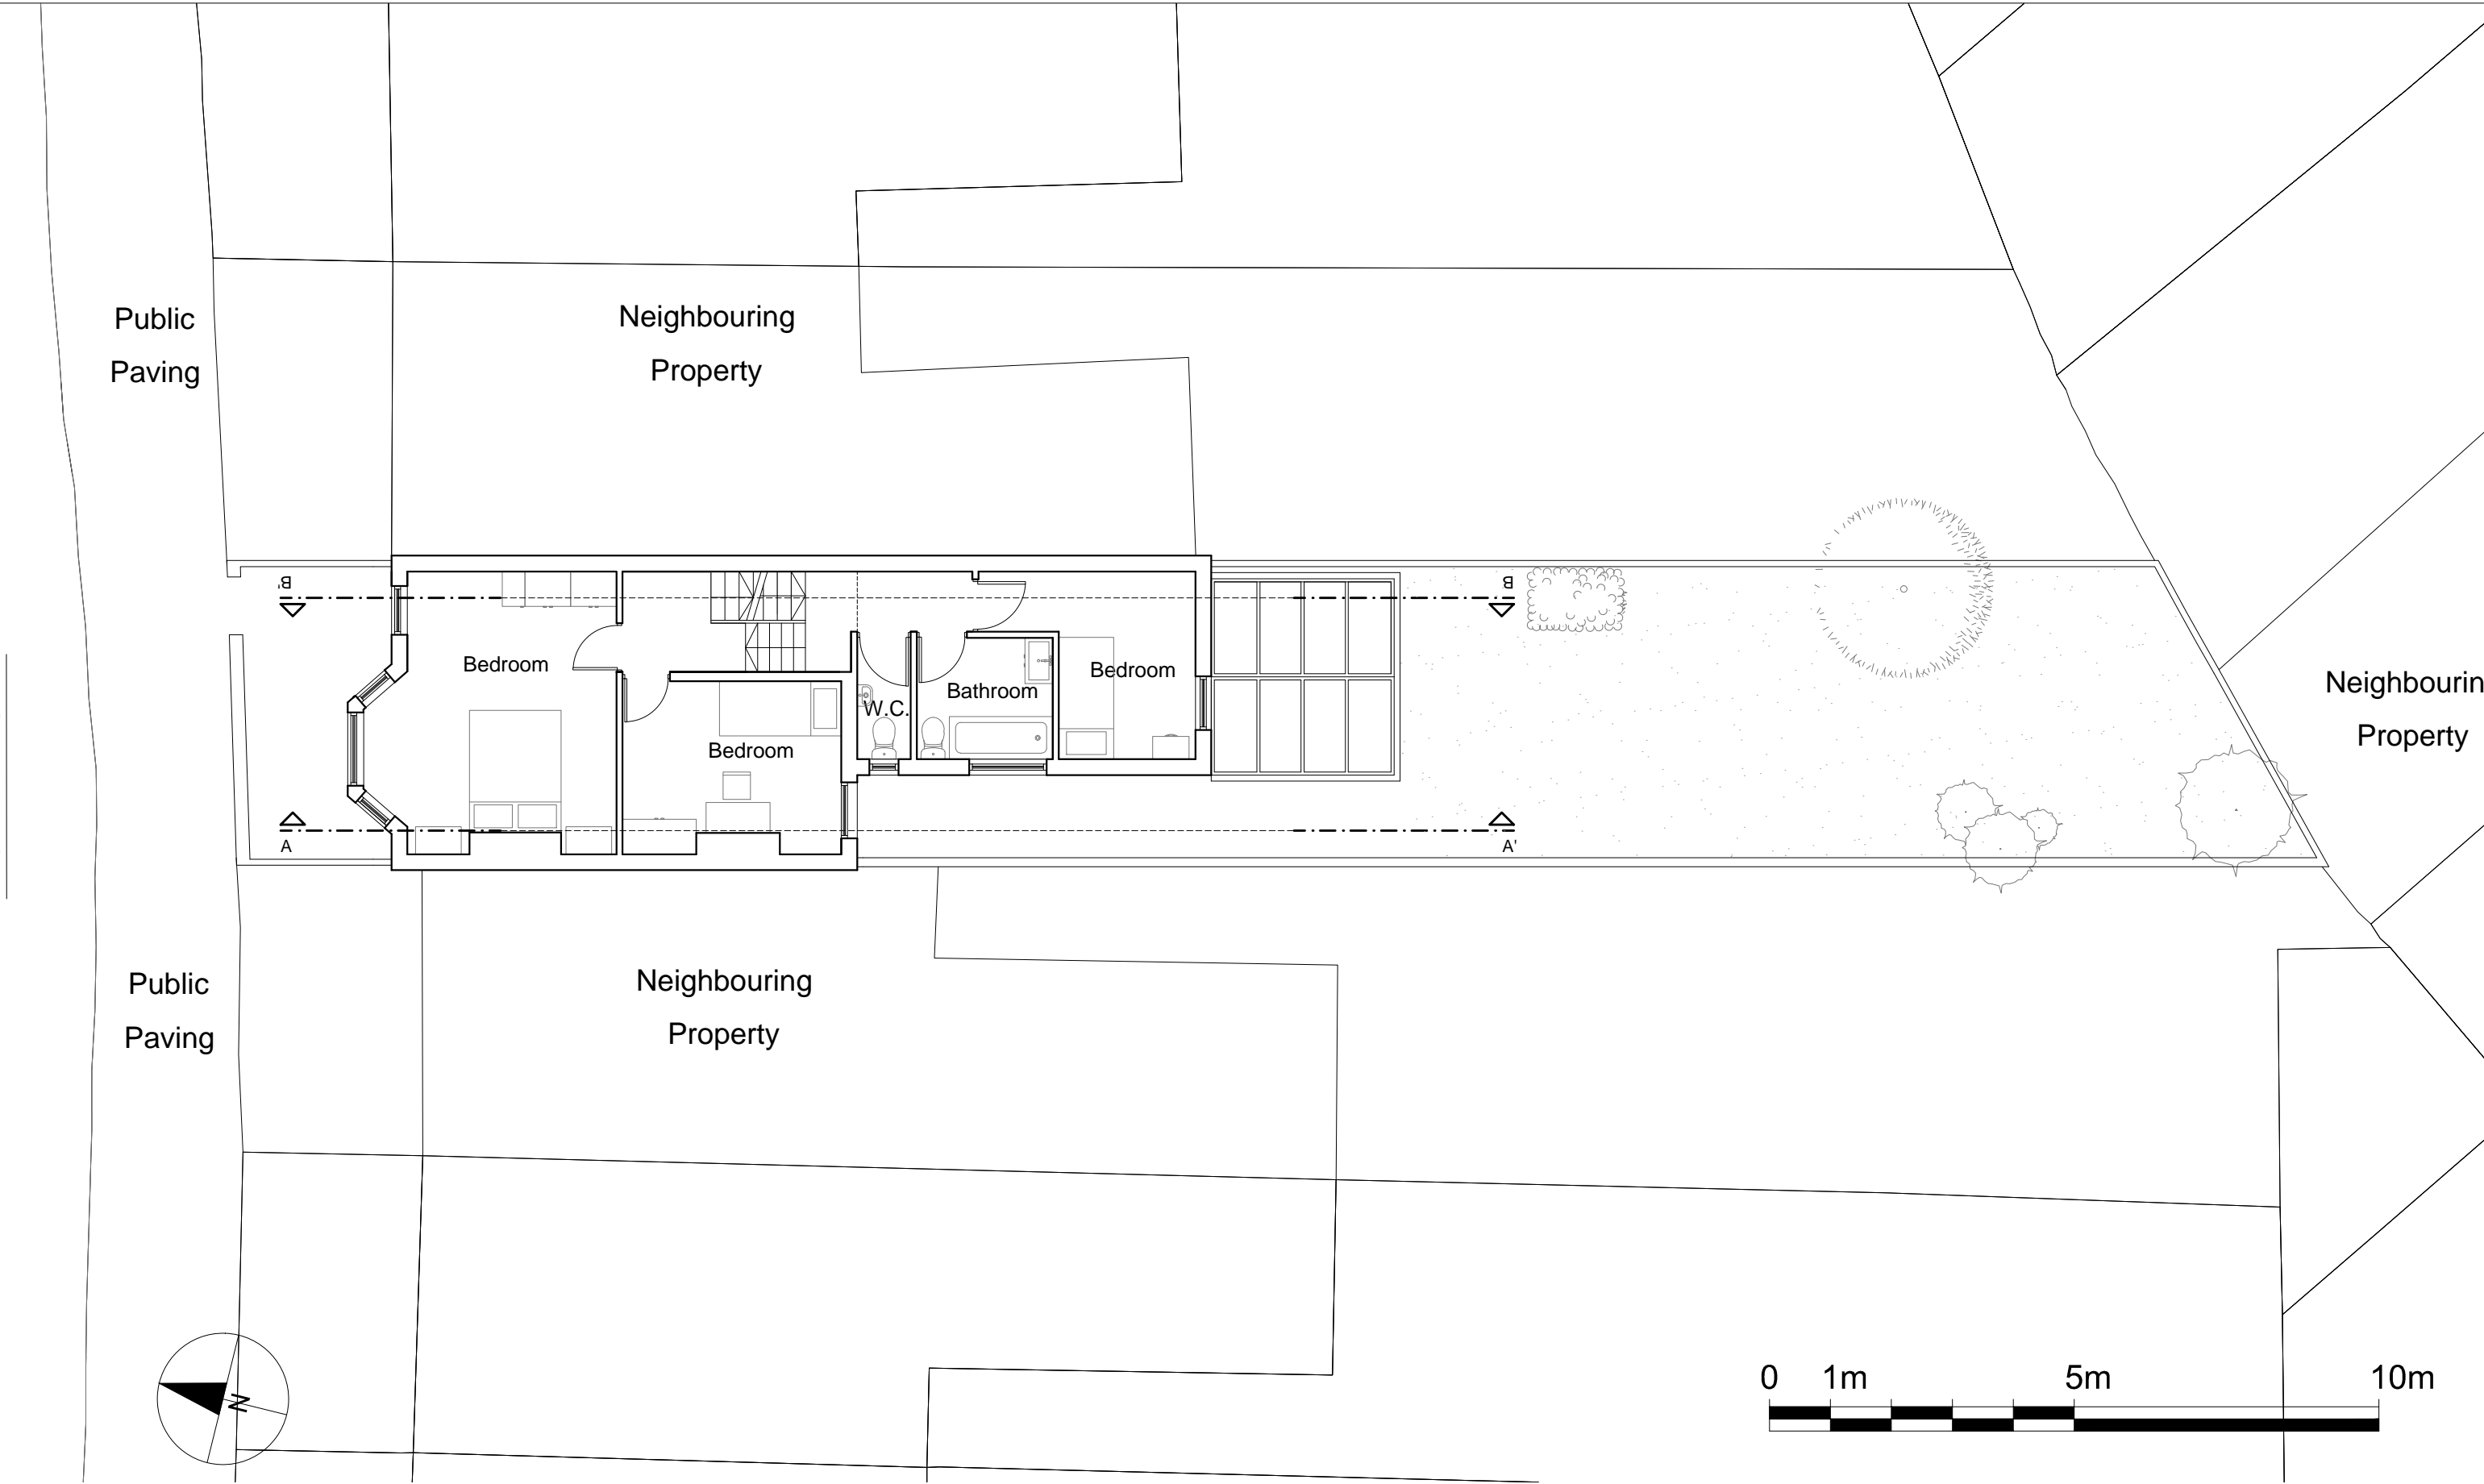 Public
Paving
Neighbouring
Property
B'
B
Bedroom
Bedroom
Bathroom
W.C.
Bedroom
Neighbourin
Property
A
A'
Public
Paving
Neighbouring
Property
N
0 1m 5m 10m